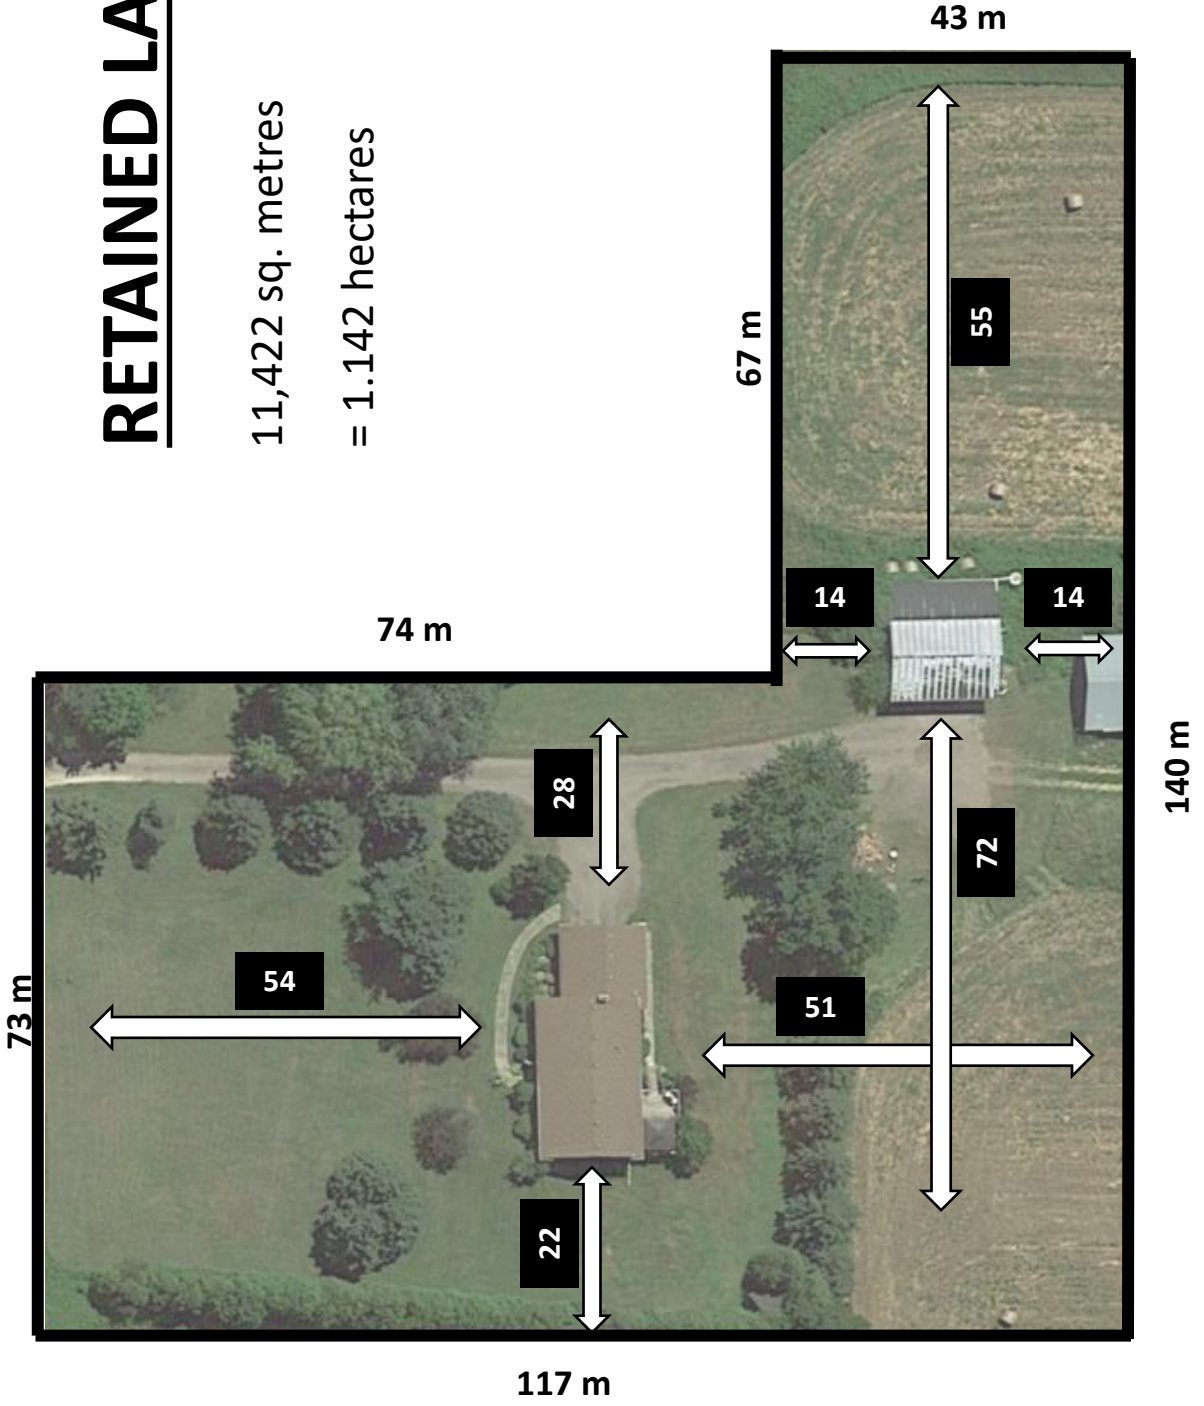 RETAINED LA
11,422 sq. metres
= 1.142 hectares
43 m
67 m
55
14
14
74 m
140 m
28
72
73 m
54
51
22
117 m